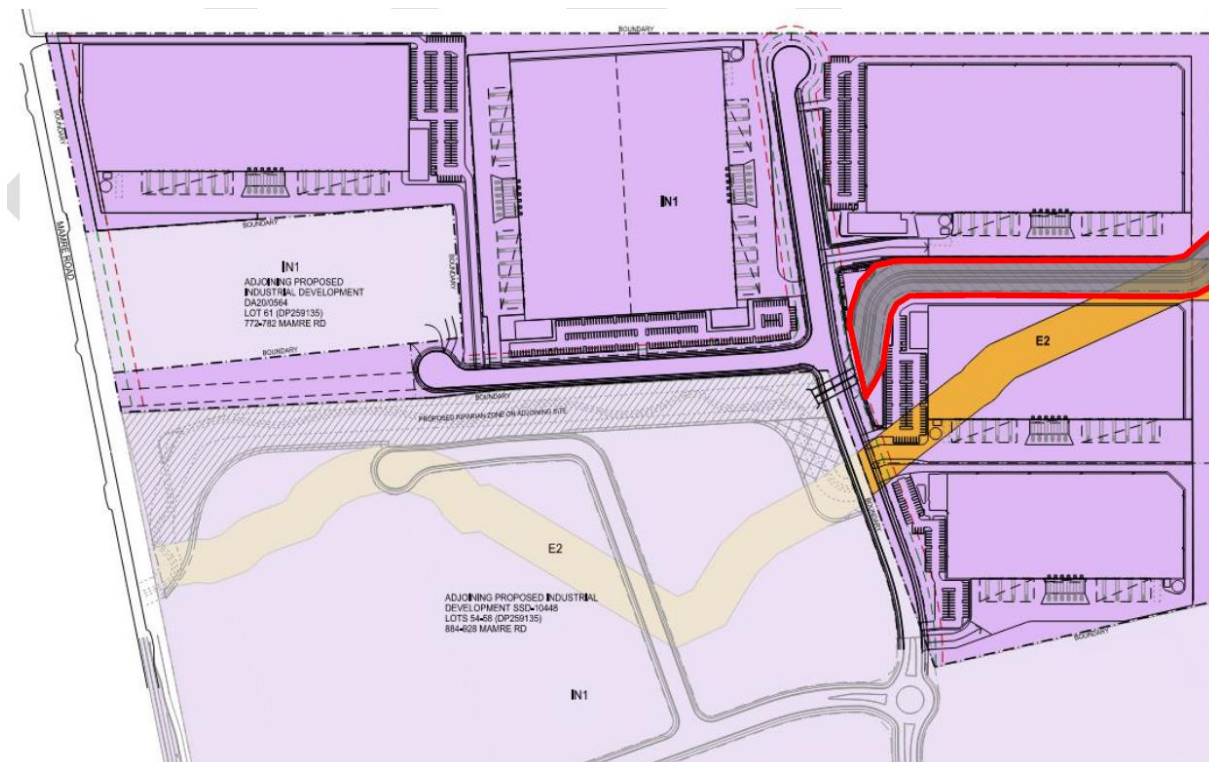 BOUNDARY
BOUNDARY
MAMRE ROAD
BOUNDARY
IN1
ADJOINING PROPOSED
INDUSTRIAL DEVELOPMENT
DA20/0564
LOT 61 (DP259135)
772-782 MAMRE RD
BOUNDARY
BOUNDARY
IN1
BOUNDARY
PROPOSED RIPARIAN ZONE ON ADJOINING SITE
E2
E2
BOUNDARY
ADJOINING PROPOSED INDUSTRIAL
DEVELOPMENT SSD-10448
LOTS 54-58 (DP259135)
884-928 MAMRE RD
BOUNDARY
IN1